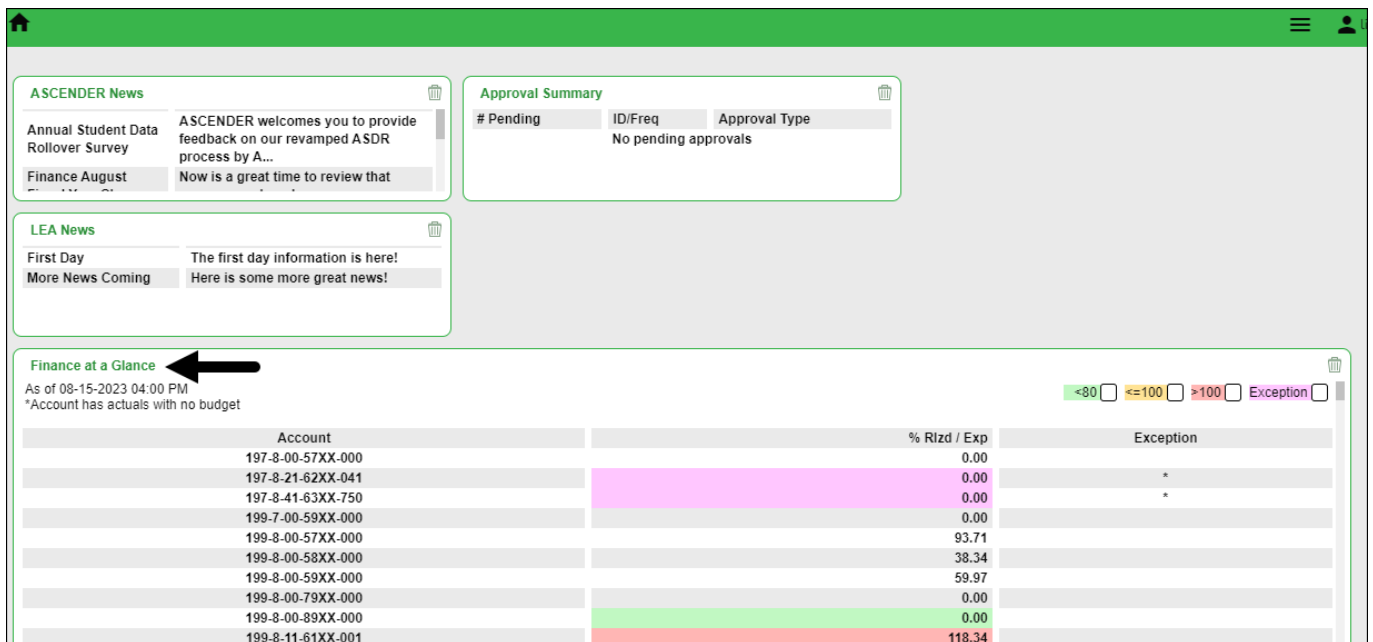 ASCENDER News
Annual Student Data
Rollover Survey
ASCENDER welcomes you to provide
feedback on our revamped ASDR
process by A...
Finance August
Now is a great time to review that
Approval Summary
# Pending ID/Freq Approval Type
No pending approvals
LEA News
First Day The first day information is here!
More News Coming Here is some more great news!
Finance at a Glance
As of 08-15-2023 04:00 PM
*Account has actuals with no budget
<80 <=100 >100 Exception
Account % Rlzd / Exp Exception
197-8-00-57XX-000 0.00
197-8-21-62XX-041 0.00 *
197-8-41-63XX-750 0.00 *
199-7-00-59XX-000 0.00
199-8-00-57XX-000 93.71
199-8-00-58XX-000 38.34
199-8-00-59XX-000 59.97
199-8-00-79XX-000 0.00
199-8-00-89XX-000 0.00
199-8-11-61XX-001 118.34